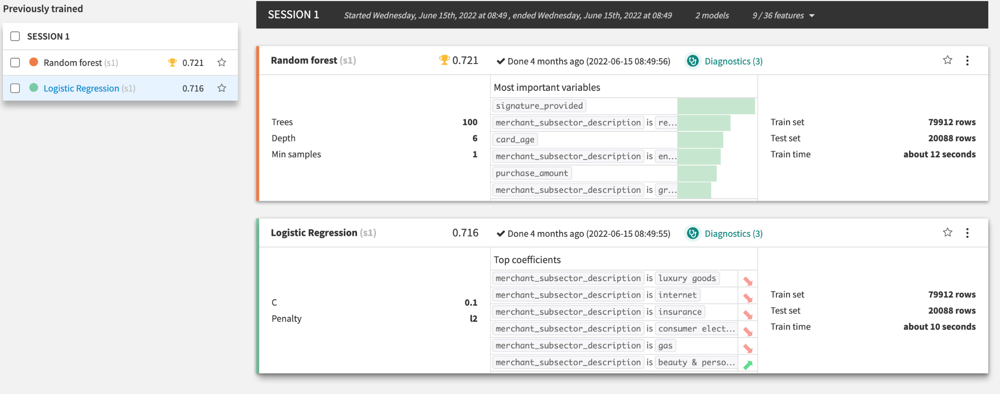 Previously trained
SESSION 1
Random forest (s1) 0.721
Logistic Regression (s1) 0.716
SESSION 1 Started Wednesday, June 15th, 2022 at 08:49 , ended Wednesday, June 15th, 2022 at 08:49 2 models 9 / 36 features
Random forest (s1) 0.721 Done 4 months ago (2022-06-15 08:49:56) Diagnostics (3)
Trees 100
Depth 6
Min samples 1
Most important variables
signature_provided
merchant_subsector_description is re...
card_age
merchant_subsector_description is en...
purchase_amount
merchant_subsector_description is gr...
Train set 79912 rows
Test set 20088 rows
Train time about 12 seconds
Logistic Regression (s1) 0.716 Done 4 months ago (2022-06-15 08:49:55) Diagnostics (3)
C 0.1
Penalty l2
Top coefficients
merchant_subsector_description is luxury goods
merchant_subsector_description is internet
merchant_subsector_description is insurance
merchant_subsector_description is consumer elect...
merchant_subsector_description is gas
merchant_subsector_description is beauty & perso...
Train set 79912 rows
Test set 20088 rows
Train time about 10 seconds